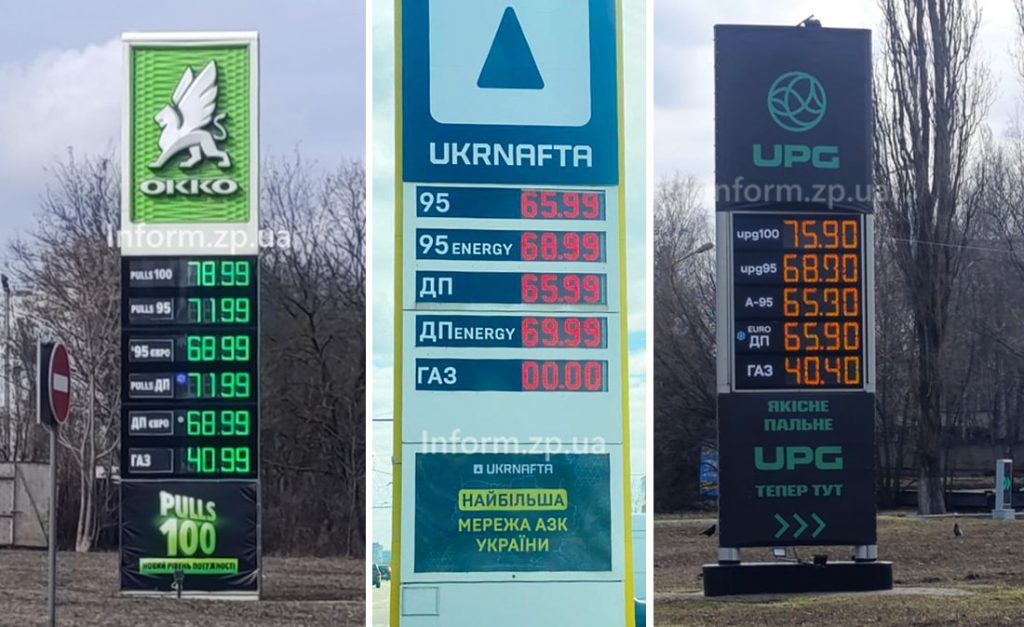 OKKO
Inform.zp.ua
PULLS 100 78.99
PULLS 95 71.99
'95 ЄВРО 68.99
PULLS ДП 71.99
ДП ЄВРО 68.99
ГАЗ 40.99
PULLS
100
НОВИЙ РІВЕНЬ ПОТУЖНОСТІ
UKRNAFTA
95 65.99
95 ENERGY 68.99
ДП 65.99
ДП ENERGY 69.99
ГАЗ 00.00
Inform.zp.ua
UKRNAFTA
НАЙБІЛЬША
МЕРЕЖА АЗК
УКРАЇНИ
UPG
Inform.zp.ua
upg100 75.90
upg95 68.90
А-95 65.90
EURO
ДП 65.90
ГАЗ 40.40
ЯКІСНЕ
ПАЛЬНЕ
UPG
ТЕПЕР ТУТ